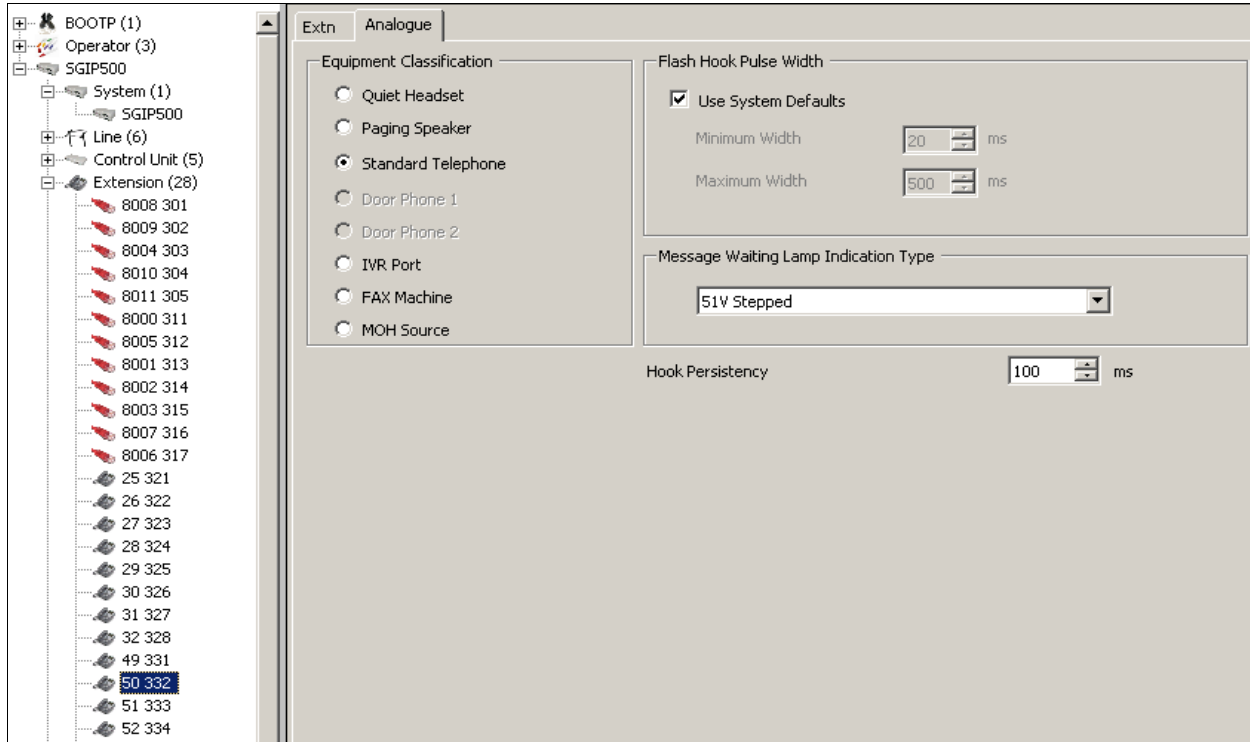 BOOTP (1)
Operator (3)
SGIP500
System (1)
SGIP500
Line (6)
Control Unit (5)
Extension (28)
8008 301
8009 302
8004 303
8010 304
8011 305
8000 311
8005 312
8001 313
8002 314
8003 315
8007 316
8006 317
25 321
26 322
27 323
28 324
29 325
30 326
31 327
32 328
49 331
50 332
51 333
52 334
Extn Analogue
Equipment Classification
Quiet Headset
Paging Speaker
Standard Telephone
Door Phone 1
Door Phone 2
IVR Port
FAX Machine
MOH Source
Flash Hook Pulse Width
Use System Defaults
Minimum Width 20 ms
Maximum Width 500 ms
Message Waiting Lamp Indication Type
51V Stepped
Hook Persistency 100 ms